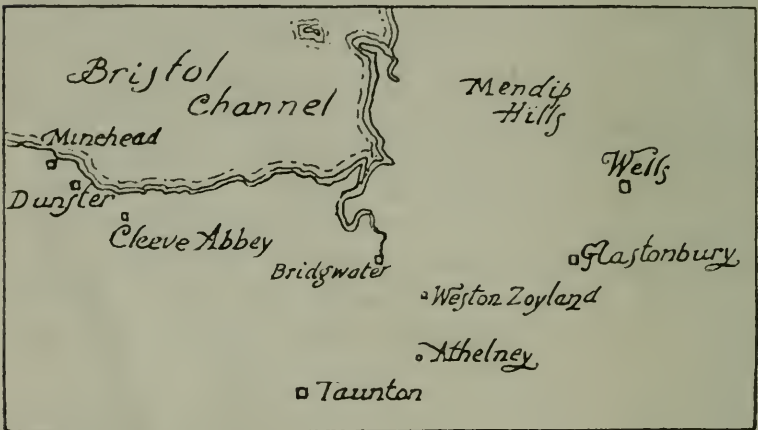 Bristol
Channel
Mendip
Hills
Minehead
Wells
Dunster
Cleeve Abbey
Glastonbury
Bridgwater
Weston Zoyland
Athelney
Taunton